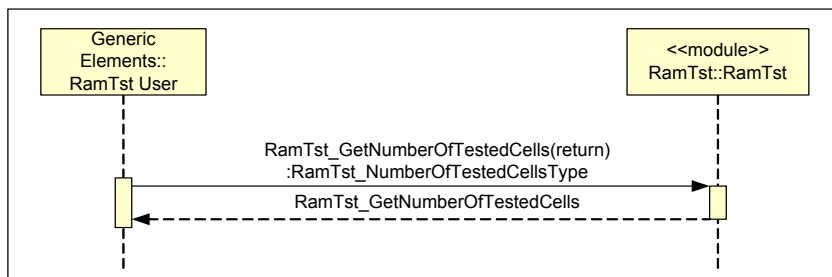 Generic
Elements::
RamTst User
<<module>>
RamTst::RamTst
RamTst_GetNumberOfTestedCells(return)
:RamTst_NumberOfTestedCellsType
RamTst_GetNumberOfTestedCells